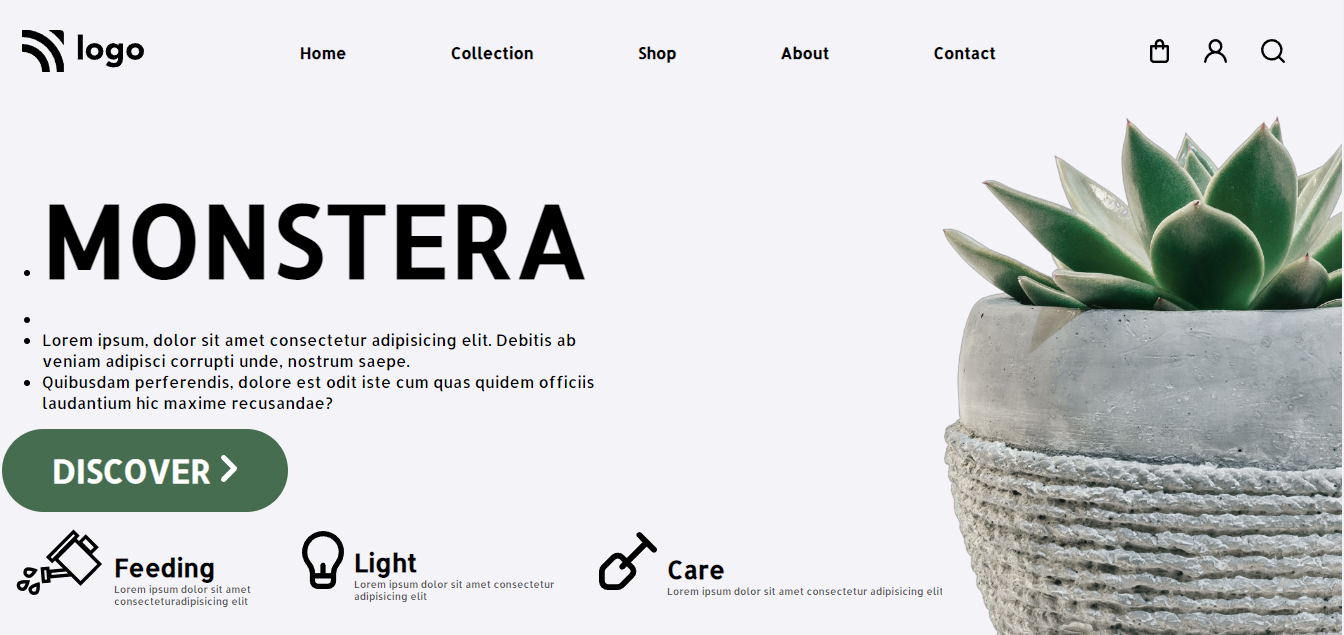 logo
Home Collection Shop About Contact
MONSTERA
Lorem ipsum, dolor sit amet consectetur adipisicing elit. Debitis ab
veniam adipisci corrupti unde, nostrum saepe.
Quibusdam perferendis, dolore est odit iste cum quas quidem officiis
laudantium hic maxime recusandae?
DISCOVER
Feeding
Lorem ipsum dolor sit amet
consecteturadipisicing elit
Light
Lorem ipsum dolor sit amet consectetur
adipisicing elit
Care
Lorem ipsum dolor sit amet consectetur adipisicing elit